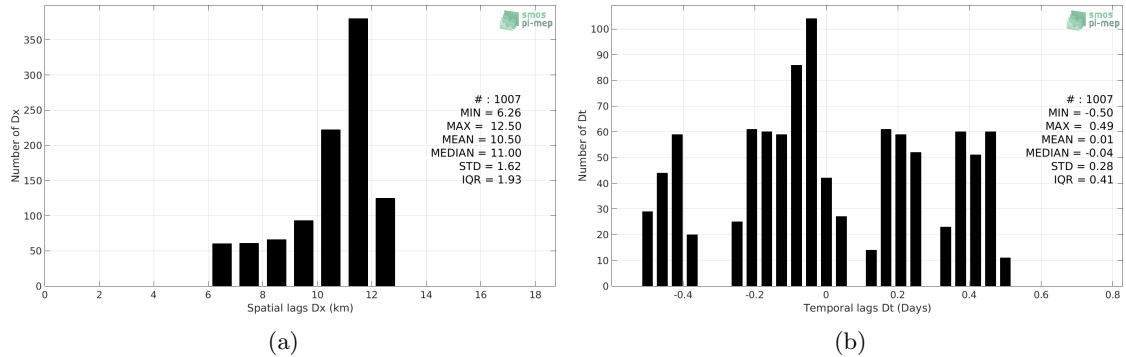 smos
pi-mep
350
300
250
200
150
100
50
0
Number of Dx
# : 1007
MIN = 6.26
MAX = 12.50
MEAN = 10.50
MEDIAN = 11.00
STD = 1.62
IQR = 1.93
0 2 4 6 8 10 12 14 16 18
Spatial lags Dx (km)
(a)
smos
pi-mep
100
90
80
70
60
50
40
30
20
10
0
Number of Dt
# : 1007
MIN = -0.50
MAX = 0.49
MEAN = 0.01
MEDIAN = -0.04
STD = 0.28
IQR = 0.41
-0.4 -0.2 0 0.2 0.4 0.6 0.8
Temporal lags Dt (Days)
(b)